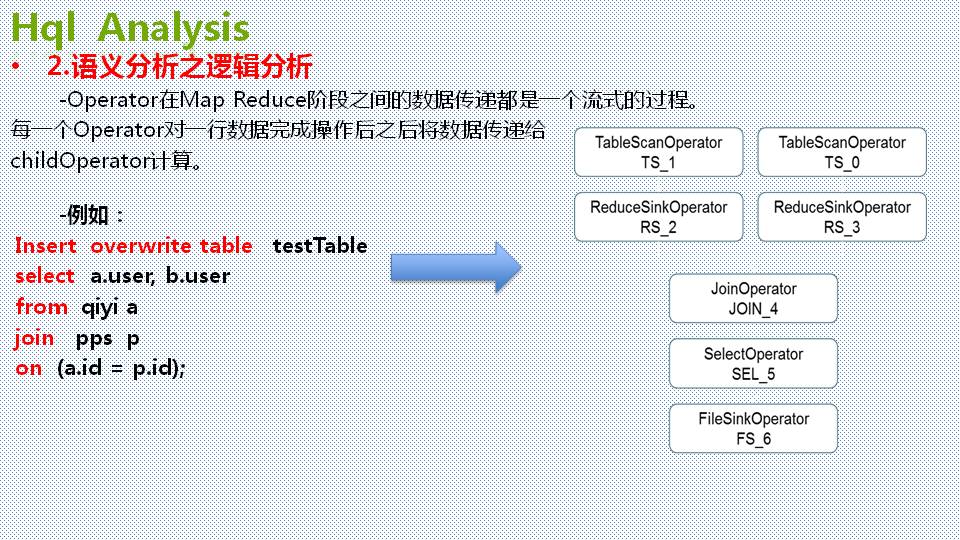 Hql Analysis
• 2.语义分析之逻辑分析
-Operator在Map Reduce阶段之间的数据传递都是一个流式的过程。
每一个Operator对一行数据完成操作后之后将数据传递给
childOperator计算。
-例如：
Insert overwrite table testTable
select a.user, b.user
from qiyi a
join pps p
on (a.id = p.id);
TableScanOperator
TS_1
TableScanOperator
TS_0
ReduceSinkOperator
RS_2
ReduceSinkOperator
RS_3
JoinOperator
JOIN_4
SelectOperator
SEL_5
FileSinkOperator
FS_6